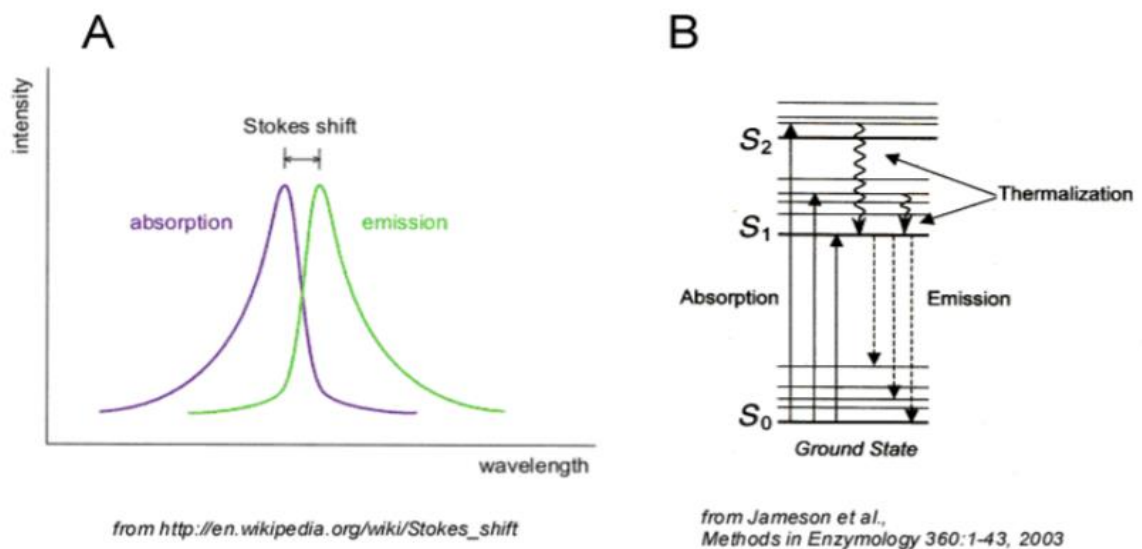 A
intensity
Stokes shift
absorption
emission
wavelength
from http://en.wikipedia.org/wiki/Stokes_shift
B
S2
Thermalization
S1
Absorption
Emission
S0
Ground State
from Jameson et al.,
Methods in Enzymology 360:1-43, 2003